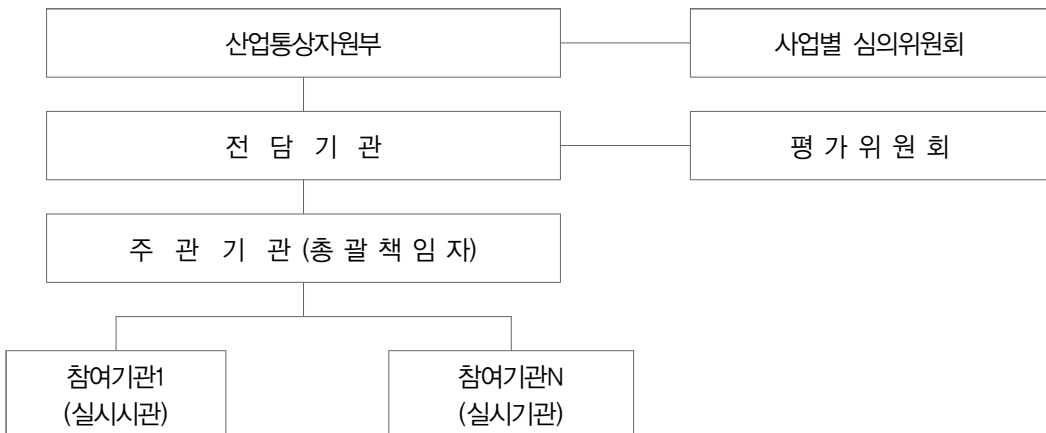 산업통상자원부
사업별 심의위원회
전 담 기 관
평 가 위 원 회
주 관 기 관 (총 괄 책 임 자)
참여기관1
(실시시관)
참여기관N
(실시기관)